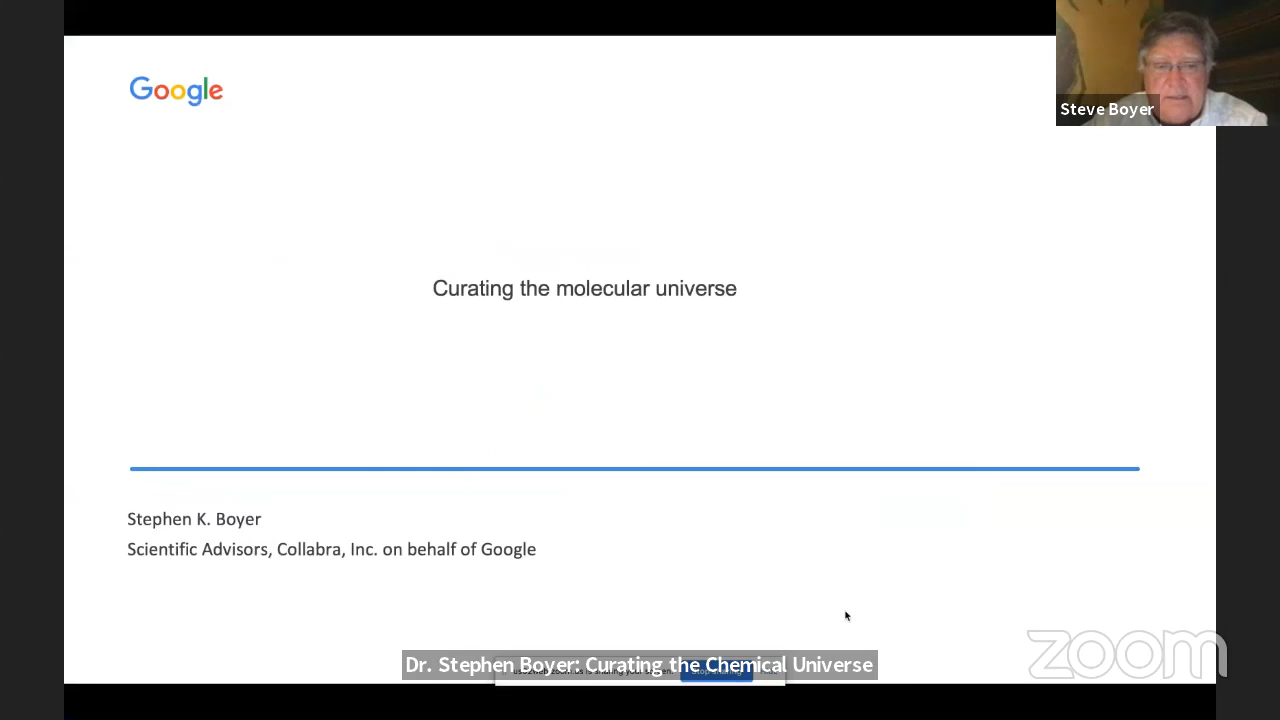 Google
Steve Boyer
Curating the molecular universe
Stephen K. Boyer
Scientific Advisors, Collabra, Inc. on behalf of Google
Dr. Stephen Boyer: Curating the Chemical Universe
zoom